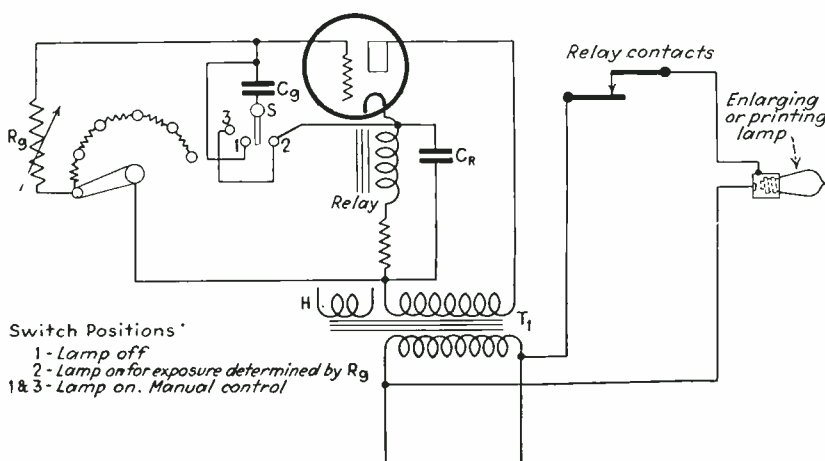 Relay contacts
Enlarging
or printing
lamp
Cg
S
3
1
2
Rg
CR
Relay
H
T1
Switch Positions
1 - Lamp off
2 - Lamp on for exposure determined by Rg
1 & 3 - Lamp on. Manual control